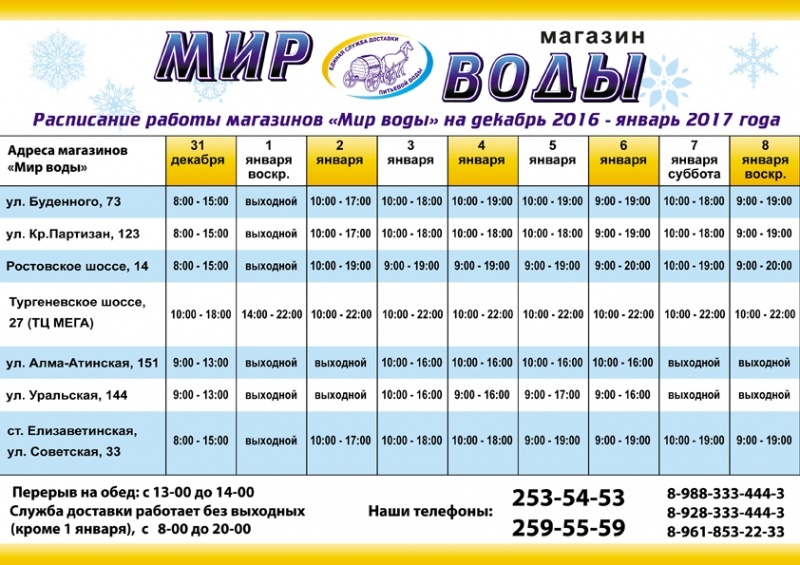 магазин
МИР ВОДЫ
ЕДИНАЯ СЛУЖБА ДОСТАВКИ
ПИТЬЕВОЙ ВОДЫ
Расписание работы магазинов «Мир воды» на декабрь 2016 - январь 2017 года
Адреса магазинов «Мир воды» 31 декабря 1 января воскр. 2 января 3 января 4 января 5 января 6 января 7 января суббота 8 января воскр.
ул. Буденного, 73 8:00 - 15:00 выходной 10:00 - 17:00 10:00 - 18:00 10:00 - 19:00 10:00 - 19:00 9:00 - 19:00 10:00 - 18:00 9:00 - 19:00
ул. Кр.Партизан, 123 8:00 - 15:00 выходной 10:00 - 17:00 10:00 - 18:00 10:00 - 18:00 10:00 - 18:00 9:00 - 19:00 10:00 - 18:00 9:00 - 19:00
Ростовское шоссе, 14 8:00 - 15:00 выходной 10:00 - 19:00 9:00 - 19:00 9:00 - 19:00 9:00 - 19:00 9:00 - 20:00 10:00 - 19:00 9:00 - 20:00
Тургеневское шоссе, 27 (ТЦ МЕГА) 10:00 - 18:00 14:00 - 22:00 10:00 - 22:00 10:00 - 22:00 10:00 - 22:00 10:00 - 22:00 10:00 - 22:00 10:00 - 22:00 10:00 - 22:00
ул. Алма-Атинская, 151 9:00 - 13:00 выходной выходной 10:00 - 16:00 10:00 - 16:00 10:00 - 16:00 10:00 - 16:00 выходной выходной
ул. Уральская, 144 9:00 - 13:00 выходной выходной 10:00 - 16:00 9:00 - 16:00 9:00 - 17:00 9:00 - 16:00 выходной выходной
ст. Елизаветинская, ул. Советская, 33 8:00 - 15:00 выходной 10:00 - 17:00 10:00 - 18:00 10:00 - 18:00 9:00 - 19:00 9:00 - 19:00 10:00 - 19:00 9:00 - 19:00
Перерыв на обед: с 13-00 до 14-00
Служба доставки работает без выходных
(кроме 1 января), с 8-00 до 20-00
Наши телефоны:
253-54-53
259-55-59
8-988-333-444-3
8-928-333-444-3
8-961-853-22-33